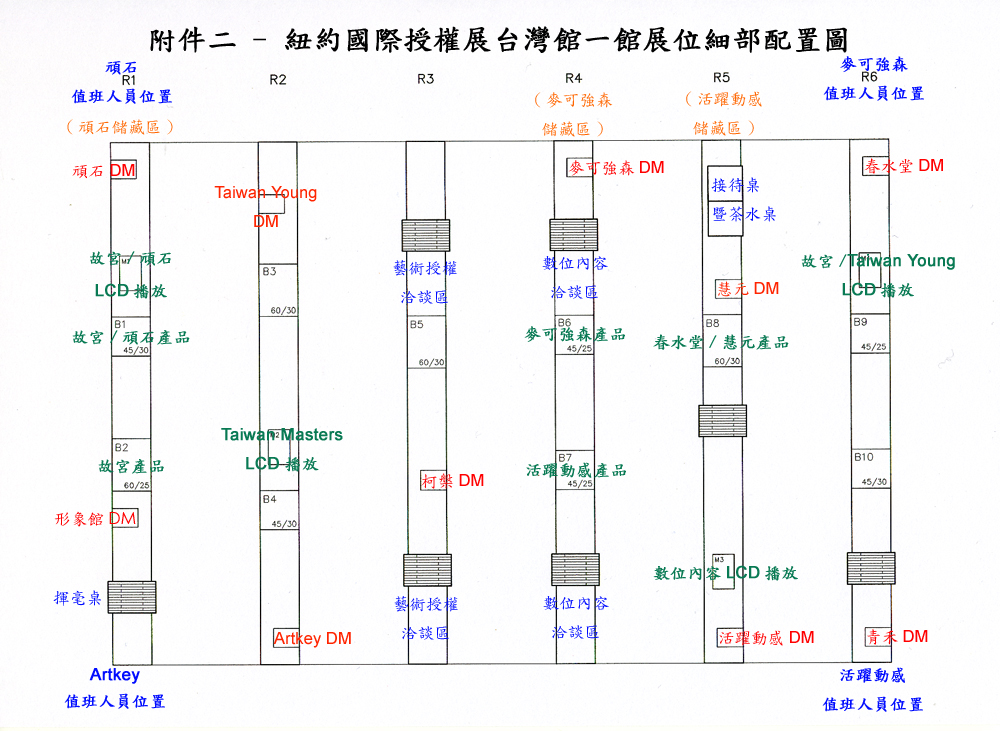 附件二 － 紐約國際授權展台灣館一館展位細部配置圖
頑石
R1
值班人員位置
（頑石儲藏區）
頑石 DM
故宮 / 頑石
M1
LCD 播放
B1
故宮 / 頑石產品
45/30
B2
故宮產品
60/25
形象館 DM
揮毫桌
Artkey
值班人員位置
R2
Taiwan Young
DM
B3
60/30
Taiwan Masters
M2
LCD 播放
B4
45/30
Artkey DM
R3
藝術授權
洽談區
B5
60/30
柯槃 DM
藝術授權
洽談區
R4
（麥可強森
儲藏區）
麥可強森 DM
數位內容
洽談區
B6
麥可強森產品
45/25
B7
活躍動感產品
45/25
數位內容
洽談區
R5
（活躍動感
儲藏區）
接待桌
暨茶水桌
慧元 DM
B8
春水堂 / 慧元產品
60/30
M3
數位內容 LCD 播放
活躍動感 DM
麥可強森
R6
值班人員位置
春水堂 DM
故宮 /Taiwan Young
LCD 播放
B9
45/25
B10
45/30
青禾 DM
活躍動感
值班人員位置